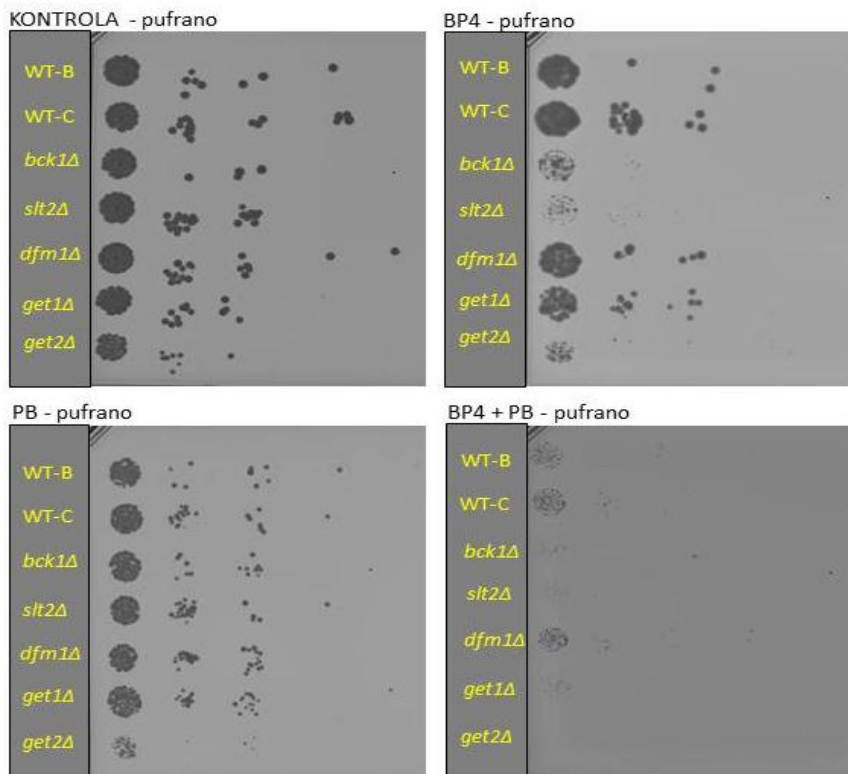 KONTROLA - pufrano
WT-B
WT-C
bck1Δ
slt2Δ
dfm1Δ
get1Δ
get2Δ
BP4 - pufrano
WT-B
WT-C
bck1Δ
slt2Δ
dfm1Δ
get1Δ
get2Δ
PB - pufrano
WT-B
WT-C
bck1Δ
slt2Δ
dfm1Δ
get1Δ
get2Δ
BP4 + PB - pufrano
WT-B
WT-C
bck1Δ
slt2Δ
dfm1Δ
get1Δ
get2Δ